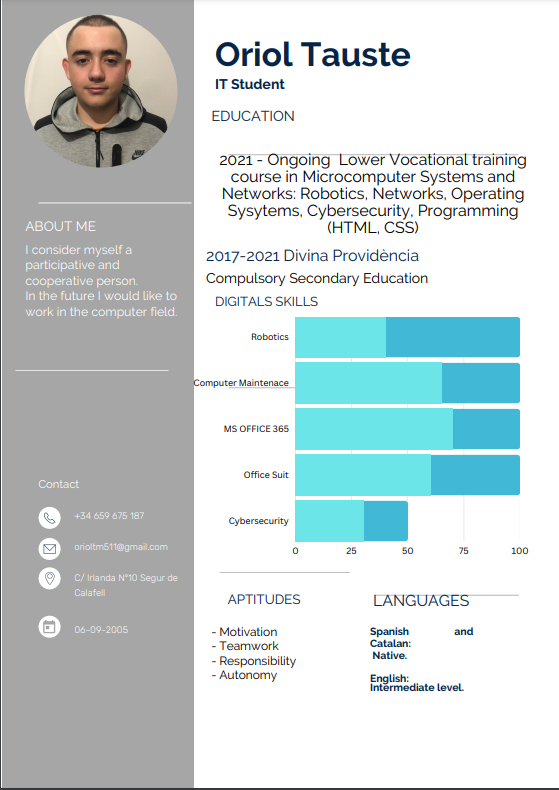 Oriol Tauste
IT Student
EDUCATION
2021 - Ongoing Lower Vocational training
course in Microcomputer Systems and
Networks: Robotics, Networks, Operating
Sysytems, Cybersecurity, Programming
(HTML, CSS)
2017-2021 Divina Providència
Compulsory Secondary Education
DIGITALS SKILLS
Robotics
Computer Maintenace
MS OFFICE 365
Office Suit
Cybersecurity
0 25 50 75 100
ABOUT ME
I consider myself a
participative and
cooperative person.
In the future I would like to
work in the computer field.
Contact
+34 659 675 187
orioltm511@gmail.com
C/ Irlanda Nº10 Segur de
Calafell
06-09-2005
APTITUDES
- Motivation
- Teamwork
- Responsibility
- Autonomy
LANGUAGES
Spanish and
Catalan:
Native.
English:
Intermediate level.